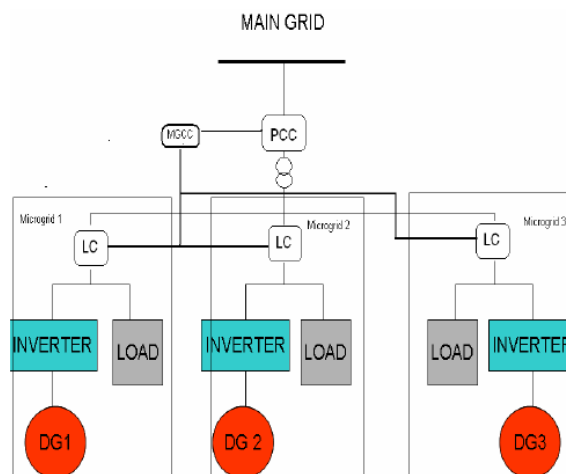 MAIN GRID
MGCC
PCC
Microgrid 1
Microgrid 2
Microgrid 3
LC
LC
LC
INVERTER
LOAD
INVERTER
LOAD
LOAD
INVERTER
DG1
DG 2
DG3